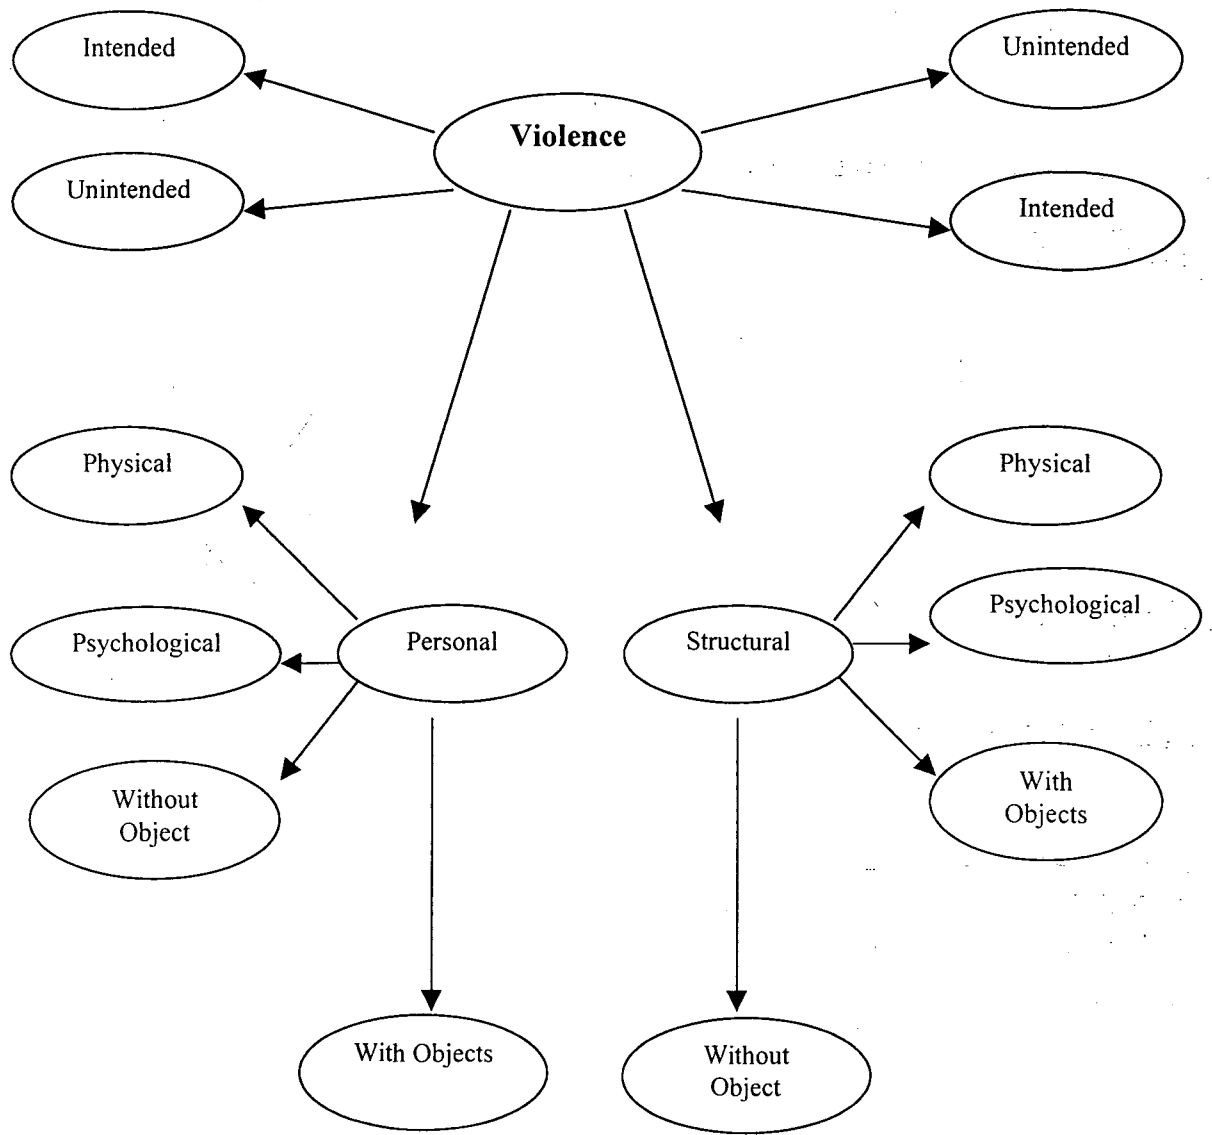 Intended
Unintended
Violence
Unintended
Intended
Physical
Physical
Psychological
Psychological
Personal
Structural
Without
Object
With
Objects
With Objects
Without
Object